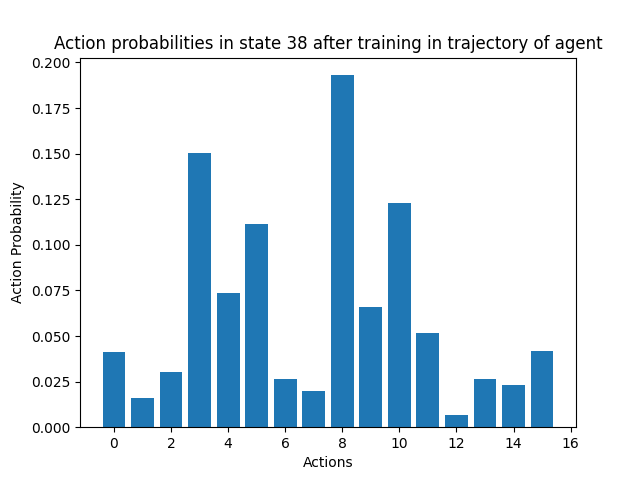 Action probabilities in state 38 after training in trajectory of agent
0.200
0.175
0.150
0.125
0.100
0.075
0.050
0.025
0.000
Action Probability
0 2 4 6 8 10 12 14 16
Actions